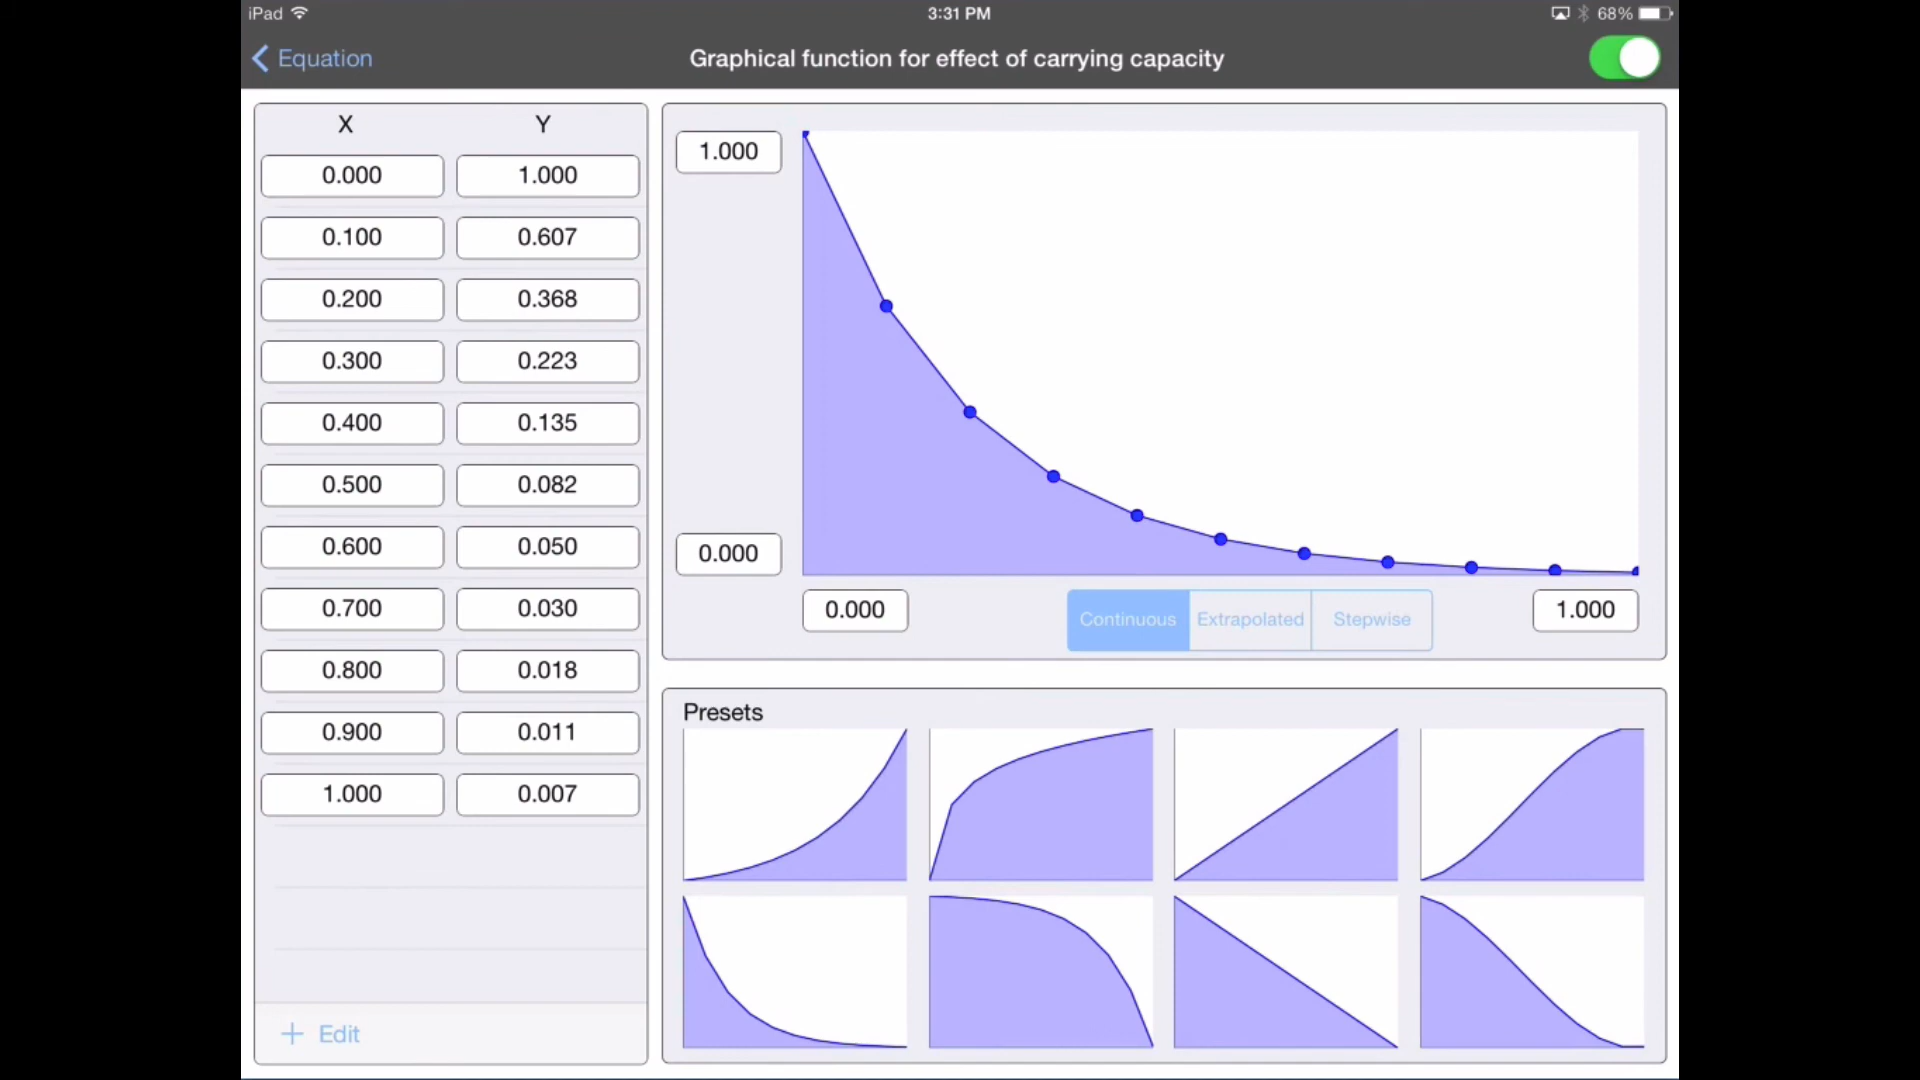 iPad 3:31 PM 68%
Equation Graphical function for effect of carrying capacity
X Y
0.000 1.000
0.100 0.607
0.200 0.368
0.300 0.223
0.400 0.135
0.500 0.082
0.600 0.050
0.700 0.030
0.800 0.018
0.900 0.011
1.000 0.007
+ Edit
1.000
0.000
0.000 Continuous Extrapolated Stepwise 1.000
Presets